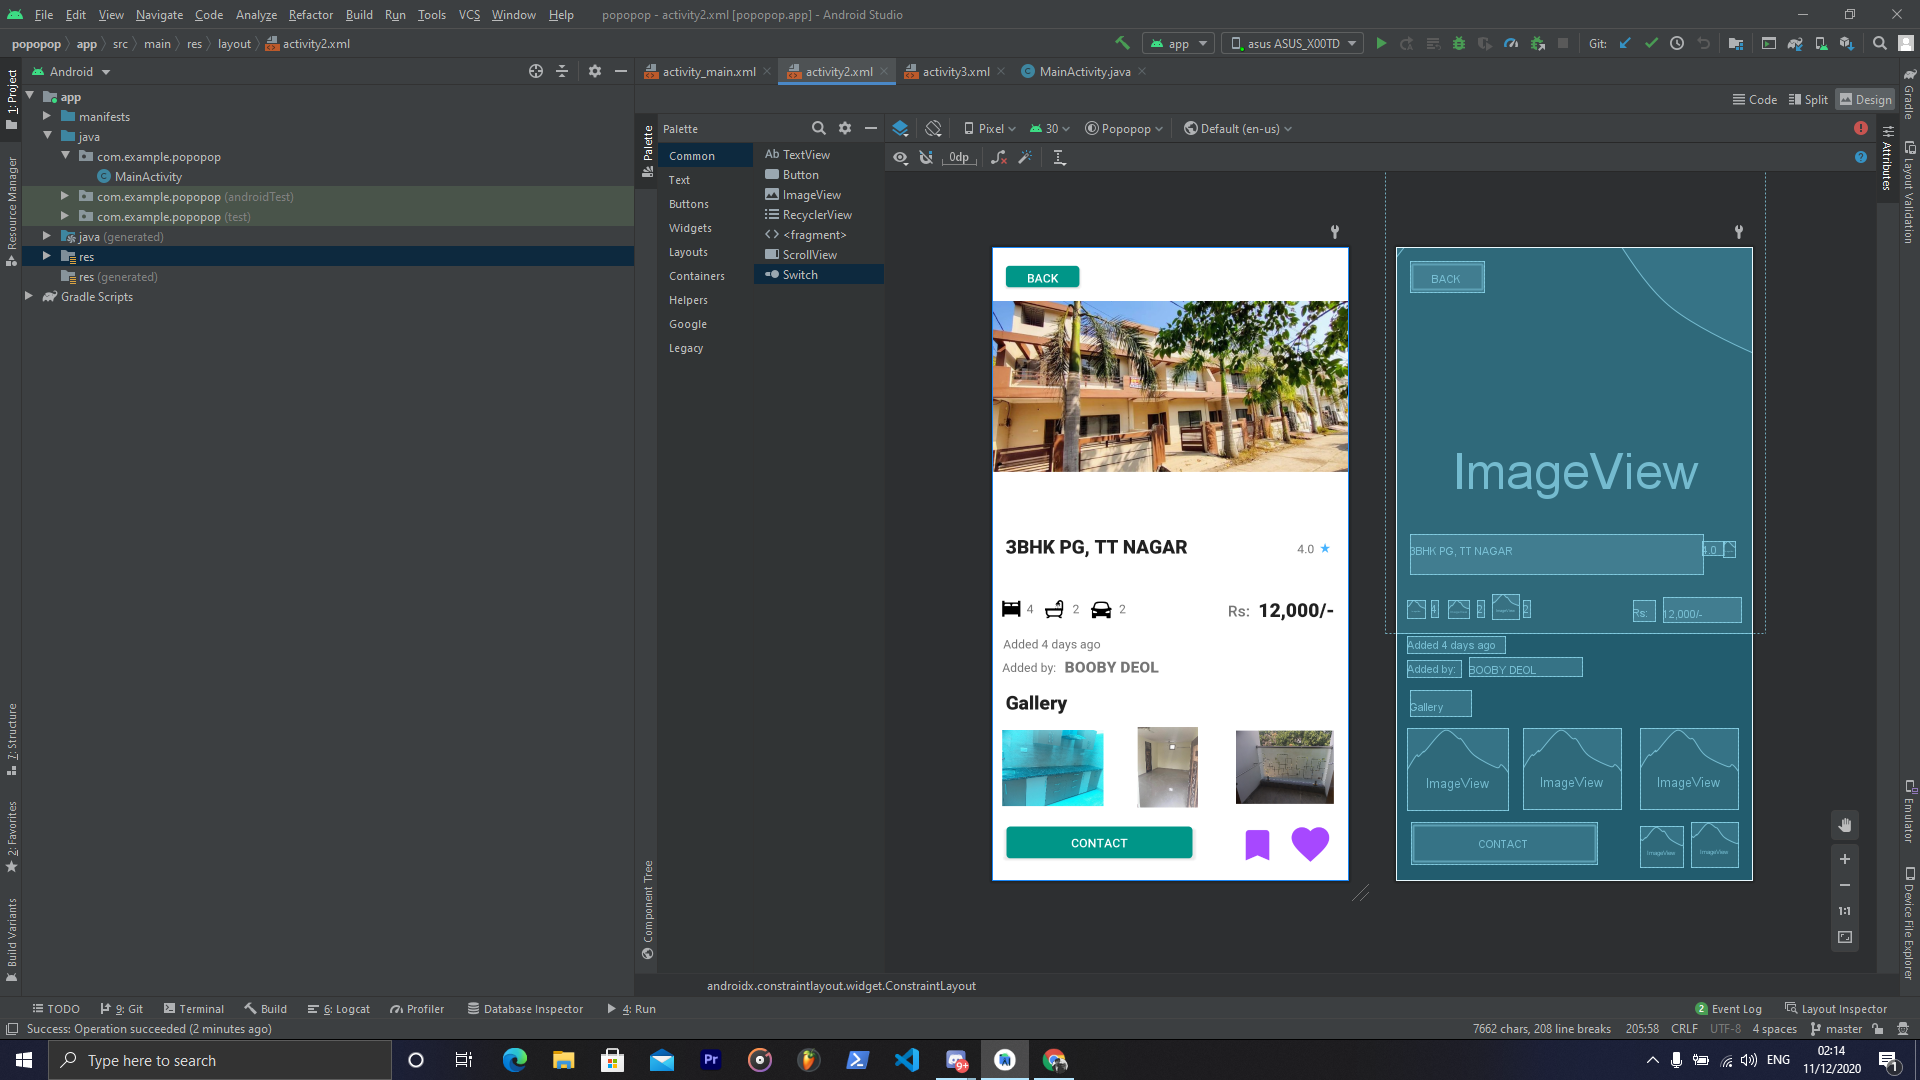 File Edit View Navigate Code Analyze Refactor Build Run Tools VCS Window Help popopop - activity2.xml [popopop.app] - Android Studio
popopop app src main res layout activity2.xml app asus ASUS_X00TD Git:
1: Project
Resource Manager
7: Structure
2: Favorites
Build Variants
Android
app
manifests
java
com.example.popopop
MainActivity
com.example.popopop (androidTest)
com.example.popopop (test)
java (generated)
res
res (generated)
Gradle Scripts
activity_main.xml activity2.xml activity3.xml MainActivity.java
Code Split Design
Palette
Component Tree
Palette
Common
Text
Buttons
Widgets
Layouts
Containers
Helpers
Google
Legacy
Ab TextView
Button
ImageView
RecyclerView
<fragment>
ScrollView
Switch
Pixel 30 Popopop Default (en-us)
0dp
BACK
3BHK PG, TT NAGAR 4.0
4 2 2 Rs: 12,000/-
Added 4 days ago
Added by: BOOBY DEOL
Gallery
CONTACT
BACK
ImageView
3BHK PG, TT NAGAR 4.0
4 2 2 Rs: 12,000/-
Added 4 days ago
Added by: BOOBY DEOL
Gallery
ImageView ImageView ImageView
CONTACT ImageView ImageView
1:1
Attributes
Gradle
Layout Validation
Emulator
Device File Explorer
androidx.constraintlayout.widget.ConstraintLayout
TODO 9: Git Terminal Build 6: Logcat Profiler Database Inspector 4: Run 2 Event Log Layout Inspector
Success: Operation succeeded (2 minutes ago) 7662 chars, 208 line breaks 205:58 CRLF UTF-8 4 spaces master
Type here to search Pr 9+ ENG 02:14
11/12/2020 1